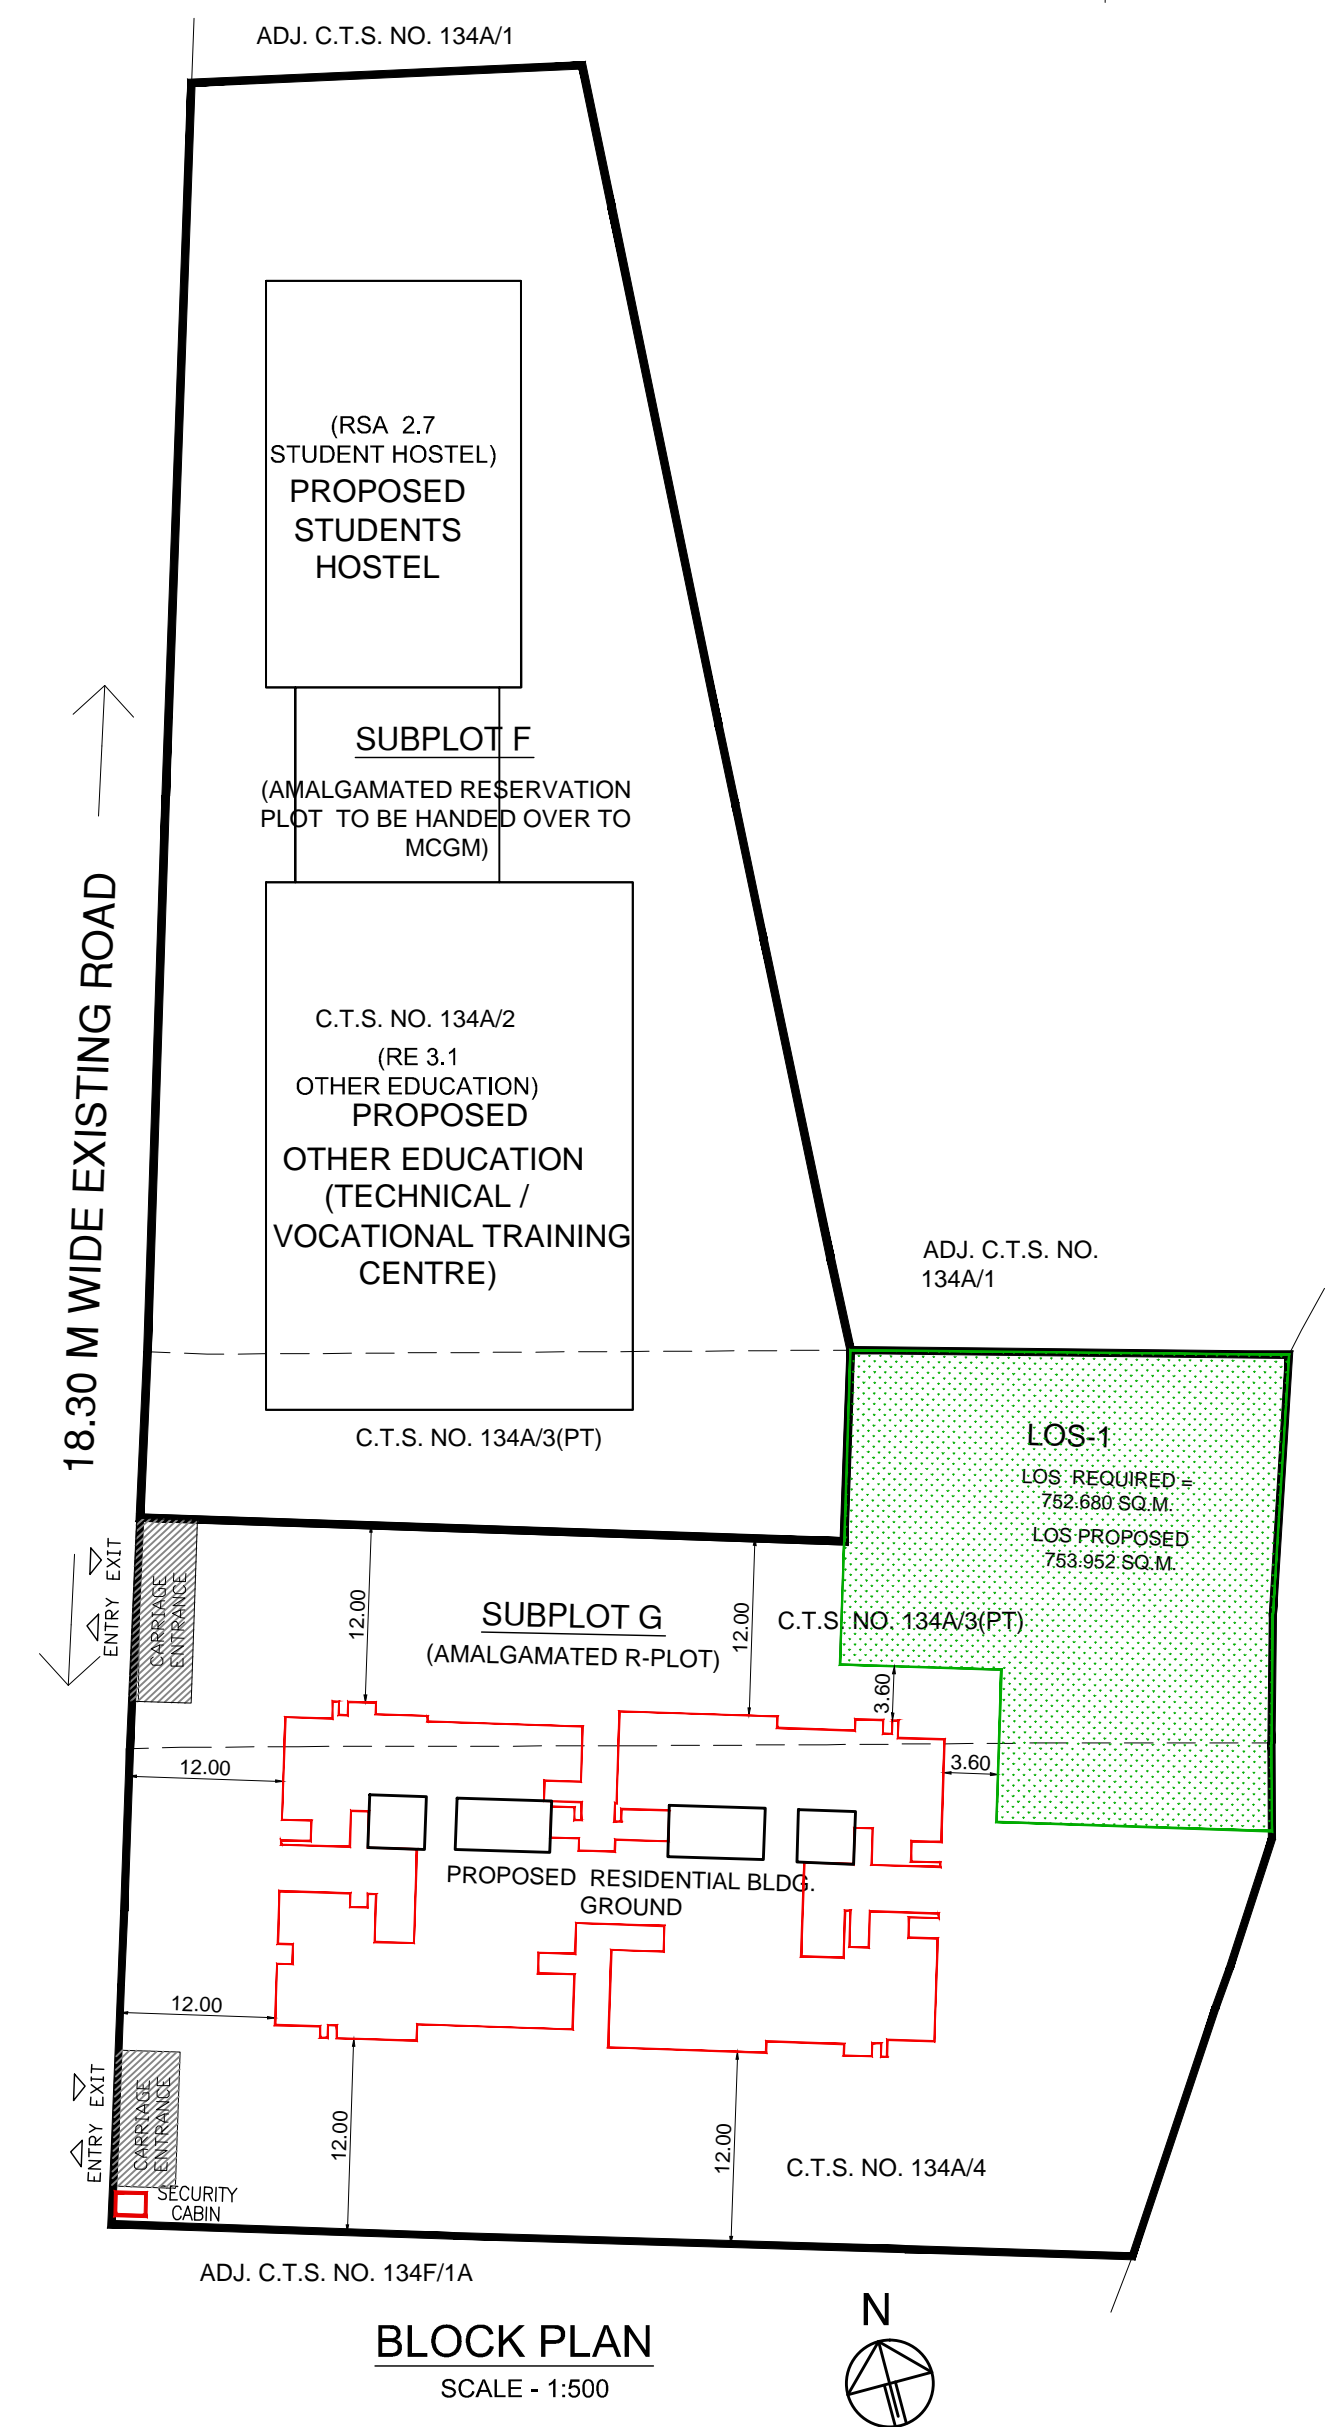 ADJ. C.T.S. NO. 134A/1
(RSA 2.7
STUDENT HOSTEL)
PROPOSED
STUDENTS
HOSTEL
SUBPLOT F
(AMALGAMATED RESERVATION
PLOT TO BE HANDED OVER TO
MCGM)
18.30 M WIDE EXISTING ROAD
C.T.S. NO. 134A/2
(RE 3.1
OTHER EDUCATION)
PROPOSED
OTHER EDUCATION
(TECHNICAL /
VOCATIONAL TRAINING
CENTRE)
ADJ. C.T.S. NO.
134A/1
C.T.S. NO. 134A/3(PT)
LOS-1
LOS REQUIRED =
752.680 SQ.M.
LOS PROPOSED
753.952 SQ.M.
ENTRY EXIT
CARRIAGE
ENTRANCE
12.00
SUBPLOT G
(AMALGAMATED R-PLOT)
12.00
C.T.S. NO. 134A/3(PT)
3.60
12.00
3.60
PROPOSED RESIDENTIAL BLDG.
GROUND
12.00
ENTRY EXIT
CARRIAGE
ENTRANCE
12.00
12.00
C.T.S. NO. 134A/4
SECURITY
CABIN
ADJ. C.T.S. NO. 134F/1A
N
BLOCK PLAN
SCALE - 1:500